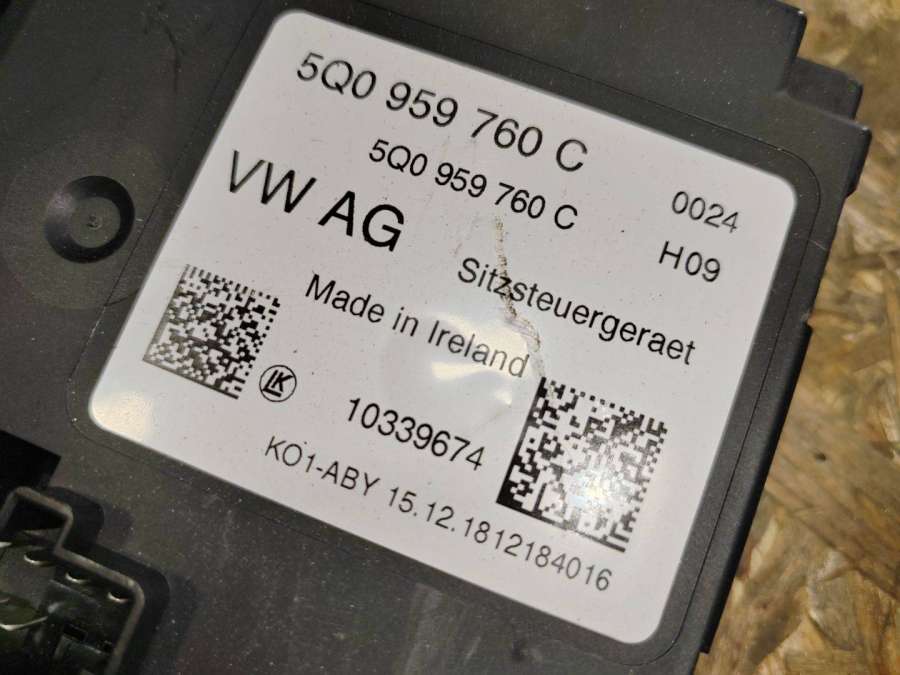 5Q0 959 760 C
5Q0 959 760 C
0024
VW AG
H09
Sitzsteuergeraet
Made in Ireland
LK
10339674
KO1-ABY 15.12.1812184016